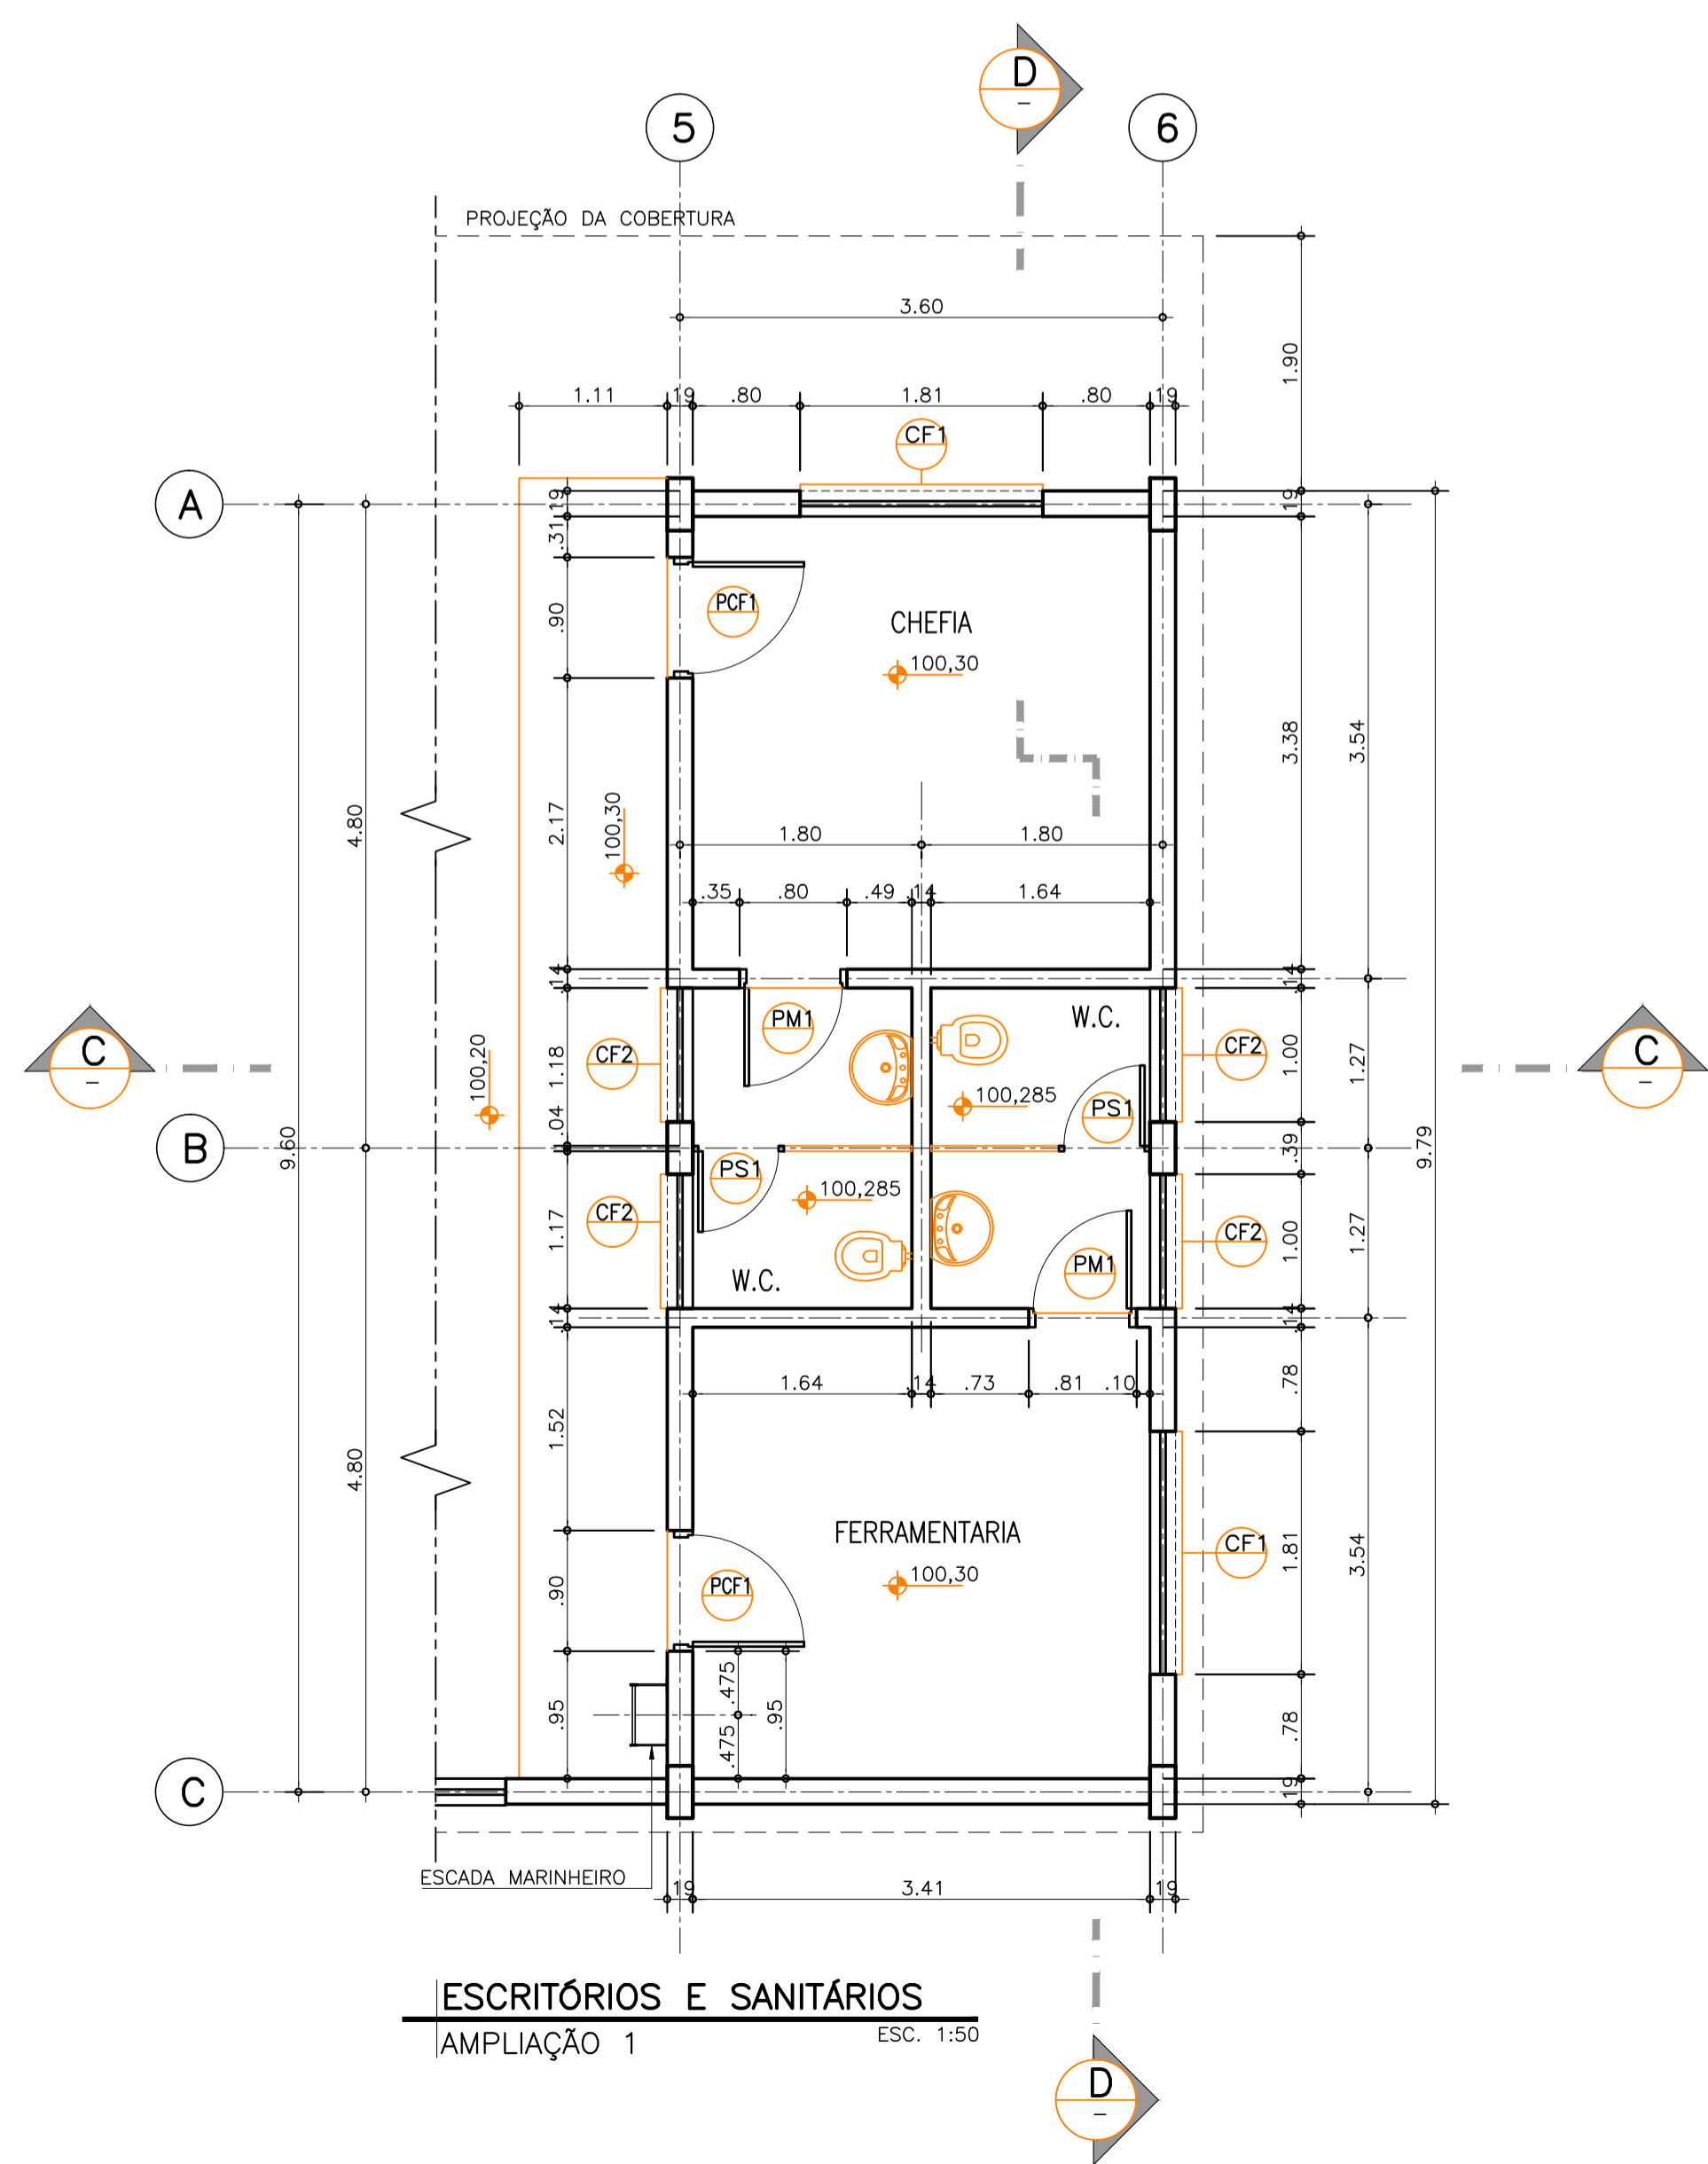 D
–
5
6
PROJEÇÃO DA COBERTURA
3.60
1.90
1.11
19
.80
1.81
.80
19
CF1
A
19
19
.31
PCF1
.90
CHEFIA
100,30
3.38
3.54
4.80
2.17
100,30
1.80
1.80
.35
.80
.49
.14
1.64
.14
.14
W.C.
PM1
C
–
CF2
1.18
CF2
1.00
1.27
C
–
100,20
100,285
PS1
.04
B
9.60
.39
9.79
PS1
100,285
CF2
1.17
CF2
1.00
1.27
PM1
W.C.
.14
.14
1.64
.14
.73
.81
.10
.78
1.52
4.80
FERRAMENTARIA
100,30
CF1
1.81
3.54
PCF1
.90
.475
.95
.95
.475
.78
C
19
ESCADA MARINHEIRO
19
3.41
19
ESCRITÓRIOS E SANITÁRIOS
AMPLIAÇÃO 1
ESC. 1:50
D
–